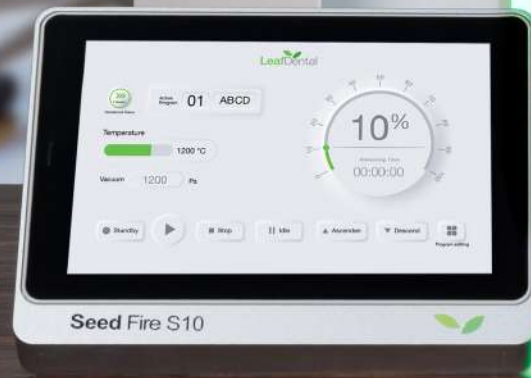 LeafDental
Active
Program 01 ABCD
10%
Remaining Time
00:00:00
Temperature
1200 °C
Vacuum 1200 Pa
Standby
Stop
Idle
Ascenden
Descend
Program editing
Seed Fire S10